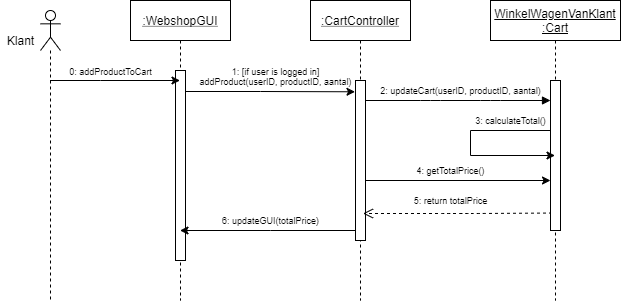 Klant
:WebshopGUI
:CartController
WinkelWagenVanKlant
:Cart
0: addProductToCart
1: [if user is logged in]
addProduct(userID, productID, aantal)
2: updateCart(userID, productID, aantal)
3: calculateTotal()
4: getTotalPrice()
5: return totalPrice
6: updateGUI(totalPrice)